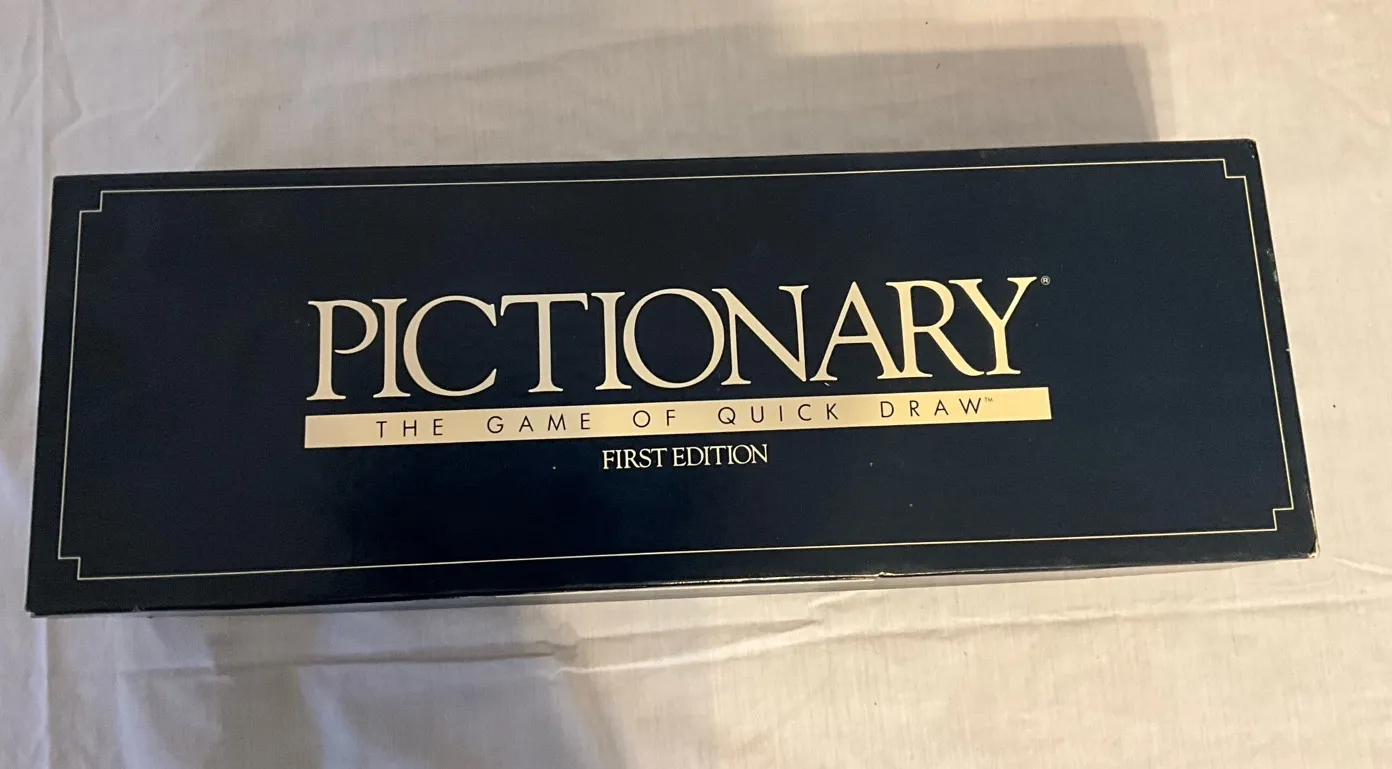 PICTIONARY®
THE GAME OF QUICK DRAW™
FIRST EDITION